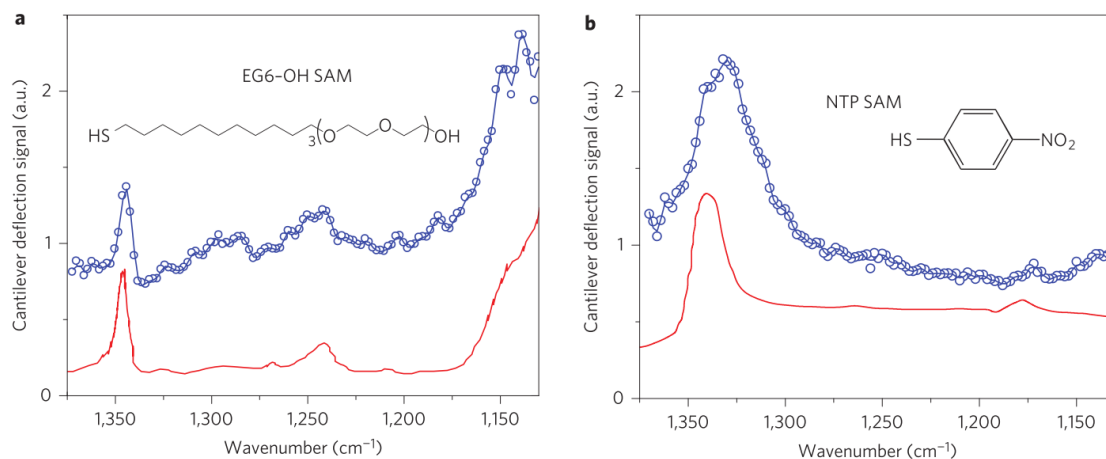 a
Cantilever deflection signal (a.u.)
2
1
0
EG6–OH SAM
HS
3
(
O
O
)
OH
1,350
1,300
1,250
1,200
1,150
Wavenumber (cm⁻¹)
b
Cantilever deflection signal (a.u.)
2
1
0
NTP SAM
HS
NO₂
1,350
1,300
1,250
1,200
1,150
Wavenumber (cm⁻¹)